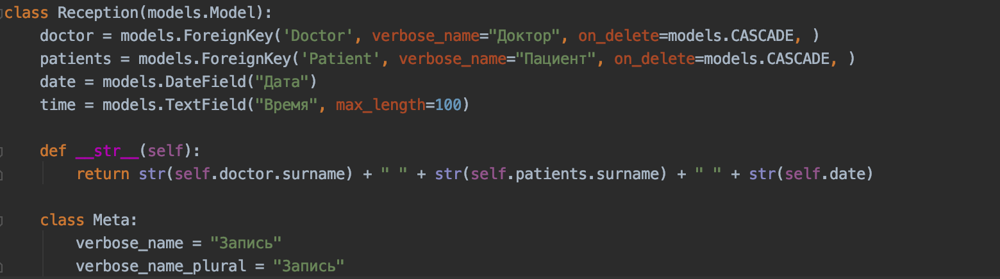 class Reception(models.Model):
    doctor = models.ForeignKey('Doctor', verbose_name="Доктор", on_delete=models.CASCADE, )
    patients = models.ForeignKey('Patient', verbose_name="Пациент", on_delete=models.CASCADE, )
    date = models.DateField("Дата")
    time = models.TextField("Время", max_length=100)
    def __str__(self):
        return str(self.doctor.surname) + " " + str(self.patients.surname) + " " + str(self.date)
    class Meta:
        verbose_name = "Запись"
        verbose_name_plural = "Запись"